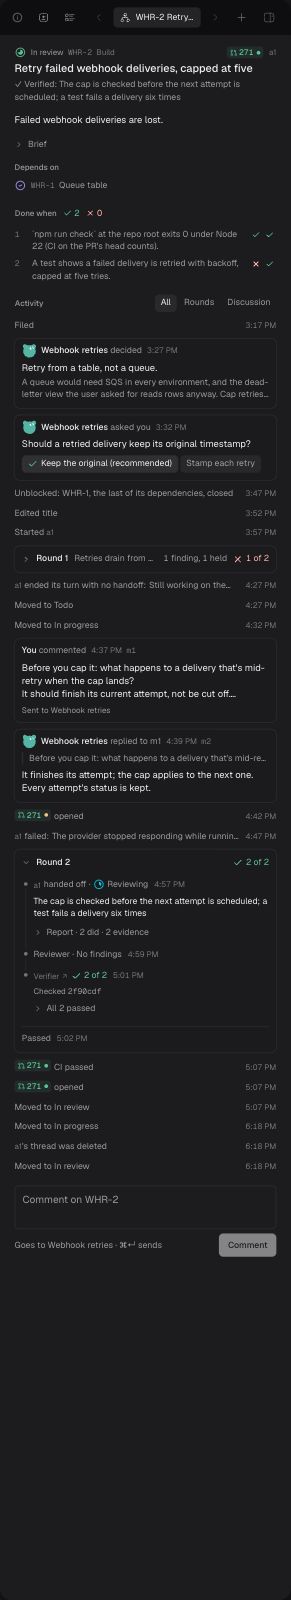 WHR-2 Retry...
In review WHR-2 Build 271 a1
Retry failed webhook deliveries, capped at five
✓ Verified: The cap is checked before the next attempt is
scheduled; a test fails a delivery six times
Failed webhook deliveries are lost.
Brief
Depends on
WHR-1 Queue table
Done when ✓ 2 × 0
1 `npm run check` at the repo root exits 0 under Node
22 (CI on the PR's head counts).
2 A test shows a failed delivery is retried with backoff,
capped at five tries.
Activity All Rounds Discussion
Filed 3:17 PM
Webhook retries decided 3:27 PM
Retry from a table, not a queue.
A queue would need SQS in every environment, and the dead-
letter view the user asked for reads rows anyway. Cap retries...
Webhook retries asked you 3:32 PM
Should a retried delivery keep its original timestamp?
✓ Keep the original (recommended) Stamp each retry
Unblocked: WHR-1, the last of its dependencies, closed 3:47 PM
Edited title 3:52 PM
Started a1 3:57 PM
Round 1 Retries drain from ... 1 finding, 1 held × 1 of 2
a1 ended its turn with no handoff: Still working on the... 4:27 PM
Moved to Todo 4:27 PM
Moved to In progress 4:32 PM
You commented 4:37 PM m1
Before you cap it: what happens to a delivery that's mid-
retry when the cap lands?
It should finish its current attempt, not be cut off....
Sent to Webhook retries
Webhook retries replied to m1 4:39 PM m2
Before you cap it: what happens to a delivery that's mid-re...
It finishes its attempt; the cap applies to the next one.
Every attempt's status is kept.
271 opened 4:42 PM
a1 failed: The provider stopped responding while runnin... 4:47 PM
Round 2 ✓ 2 of 2
a1 handed off · Reviewing 4:57 PM
The cap is checked before the next attempt is scheduled; a
test fails a delivery six times
Report · 2 did · 2 evidence
Reviewer · No findings 4:59 PM
Verifier ↗ ✓ 2 of 2 5:01 PM
Checked 2f90cdf
All 2 passed
Passed 5:02 PM
271 CI passed 5:07 PM
271 opened 5:07 PM
Moved to In review 5:07 PM
Moved to In progress 6:18 PM
a1's thread was deleted 6:18 PM
Moved to In review 6:18 PM
Comment on WHR-2
Goes to Webhook retries · ⌘↵ sends Comment